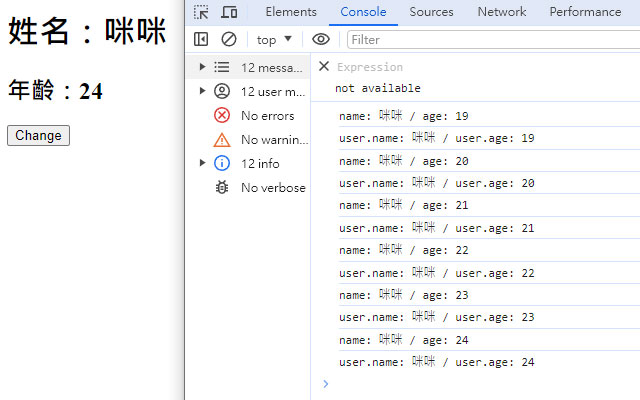 姓名：咪咪
年齡：24
Change
Elements Console Sources Network Performance
top Filter
12 messa...
12 user m...
No errors
No warnin...
12 info
No verbose
Expression
not available
name: 咪咪 / age: 19
user.name: 咪咪 / user.age: 19
name: 咪咪 / age: 20
user.name: 咪咪 / user.age: 20
name: 咪咪 / age: 21
user.name: 咪咪 / user.age: 21
name: 咪咪 / age: 22
user.name: 咪咪 / user.age: 22
name: 咪咪 / age: 23
user.name: 咪咪 / user.age: 23
name: 咪咪 / age: 24
user.name: 咪咪 / user.age: 24